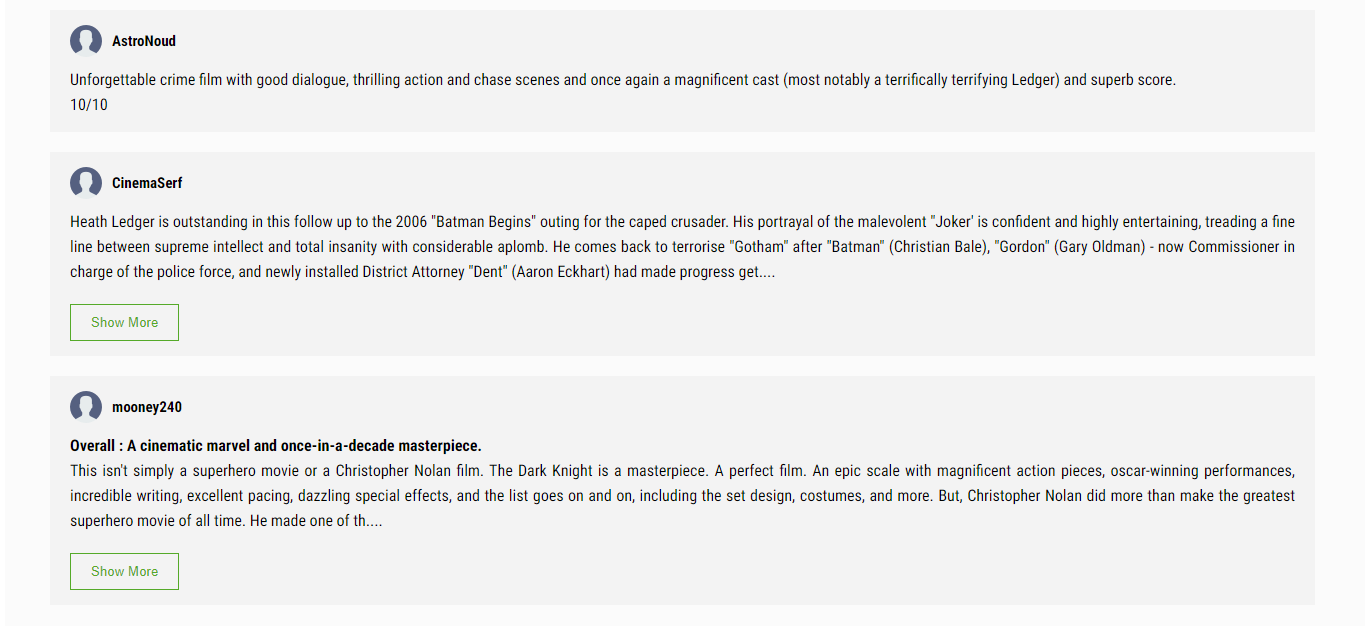 AstroNoud
Unforgettable crime film with good dialogue, thrilling action and chase scenes and once again a magnificent cast (most notably a terrifically terrifying Ledger) and superb score.
10/10
CinemaSerf
Heath Ledger is outstanding in this follow up to the 2006 "Batman Begins" outing for the caped crusader. His portrayal of the malevolent "Joker' is confident and highly entertaining, treading a fine
line between supreme intellect and total insanity with considerable aplomb. He comes back to terrorise "Gotham" after "Batman" (Christian Bale), "Gordon" (Gary Oldman) - now Commissioner in
charge of the police force, and newly installed District Attorney "Dent" (Aaron Eckhart) had made progress get....
Show More
mooney240
Overall : A cinematic marvel and once-in-a-decade masterpiece.
This isn't simply a superhero movie or a Christopher Nolan film. The Dark Knight is a masterpiece. A perfect film. An epic scale with magnificent action pieces, oscar-winning performances,
incredible writing, excellent pacing, dazzling special effects, and the list goes on and on, including the set design, costumes, and more. But, Christopher Nolan did more than make the greatest
superhero movie of all time. He made one of th....
Show More